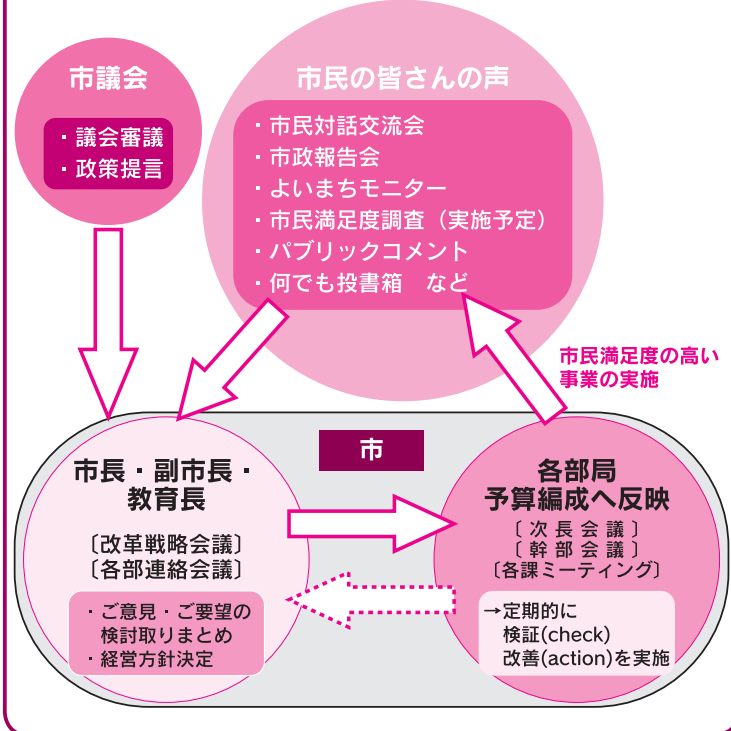 市議会
・議会審議
・政策提言
市民の皆さんの声
・市民対話交流会
・市政報告会
・よいまちモニター
・市民満足度調査（実施予定）
・パブリックコメント
・何でも投書箱　など
市民満足度の高い
事業の実施
市
市長・副市長・
教育長
〔改革戦略会議〕
〔各部連絡会議〕
・ご意見・ご要望の
検討取りまとめ
・経営方針決定
各部局
予算編成へ反映
〔 次 長 会 議 〕
〔 幹 部 会 議 〕
〔各課ミーティング〕
→定期的に
検証(check)
改善(action)を実施